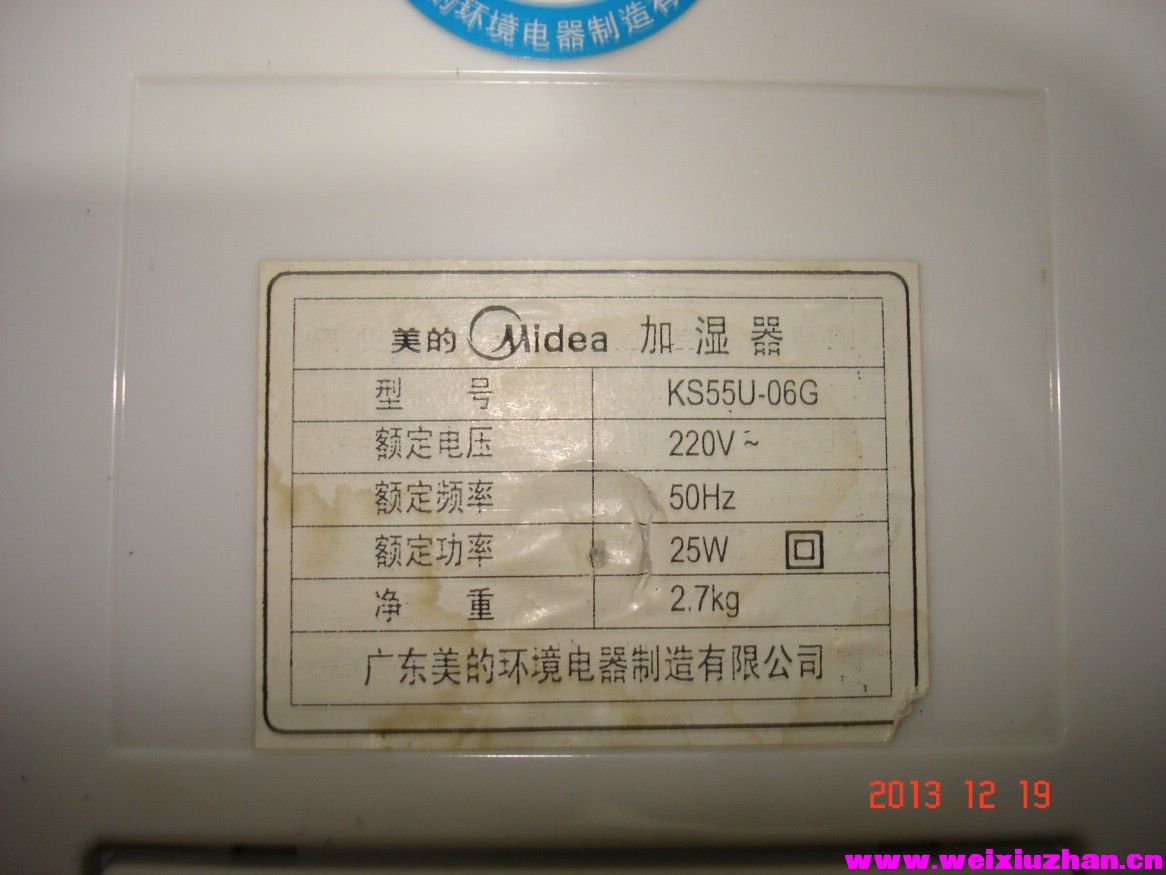 的环境电器制造有
美的 Midea 加湿器
型 号 KS55U-06G
额定电压 220V~
额定频率 50Hz
额定功率 25W
净 重 2.7kg
广东美的环境电器制造有限公司
2013 12 19
www.weixiuzhan.cn